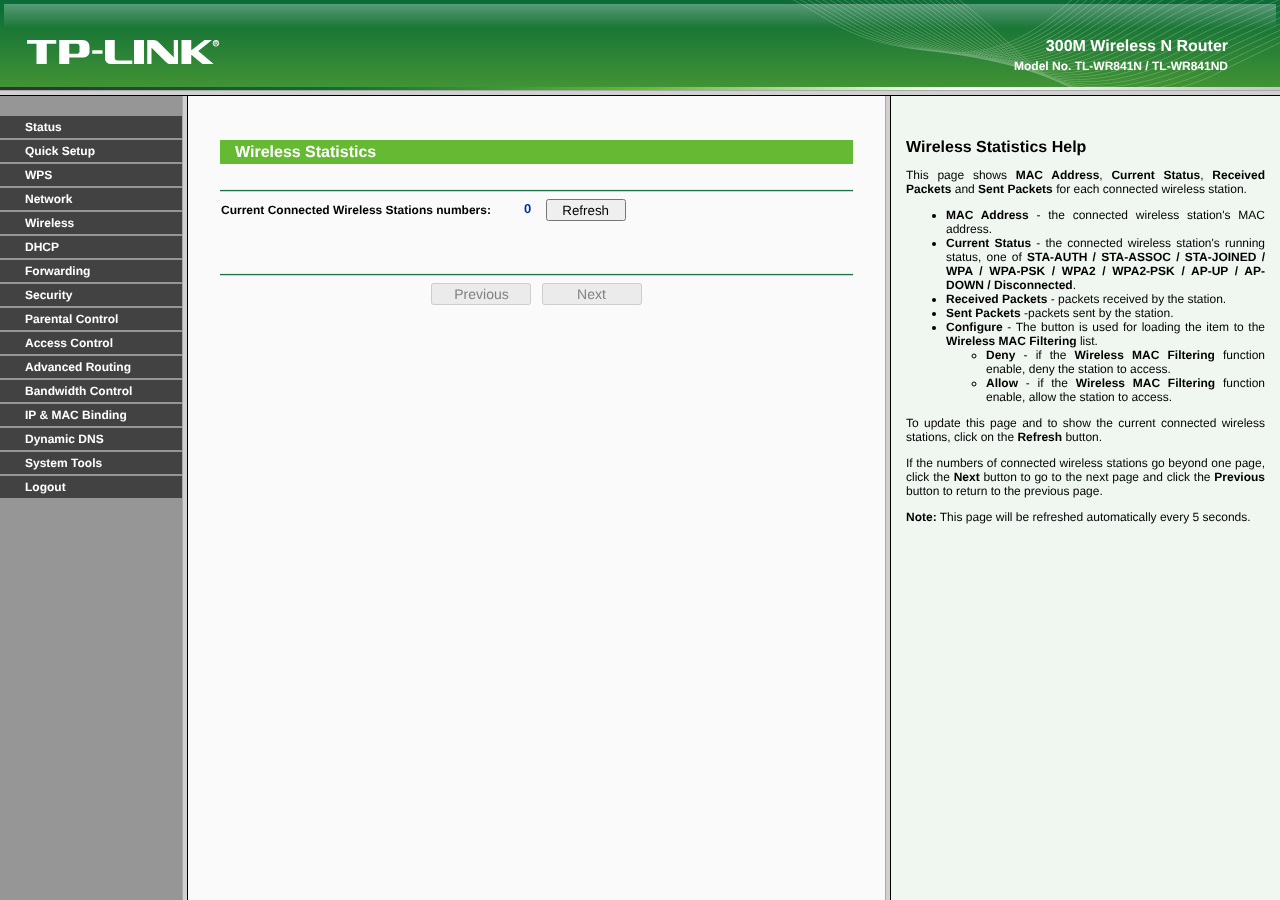 TP-LINK®
300M Wireless N Router
Model No. TL-WR841N / TL-WR841ND
Status
Quick Setup
WPS
Network
Wireless
DHCP
Forwarding
Security
Parental Control
Access Control
Advanced Routing
Bandwidth Control
IP & MAC Binding
Dynamic DNS
System Tools
Logout
Wireless Statistics
Current Connected Wireless Stations numbers: 0 Refresh
Previous Next
Wireless Statistics Help
This page shows MAC Address, Current Status, Received
Packets and Sent Packets for each connected wireless station.
• MAC Address - the connected wireless station's MAC
address.
• Current Status - the connected wireless station's running
status, one of STA-AUTH / STA-ASSOC / STA-JOINED /
WPA / WPA-PSK / WPA2 / WPA2-PSK / AP-UP / AP-
DOWN / Disconnected.
• Received Packets - packets received by the station.
• Sent Packets -packets sent by the station.
• Configure - The button is used for loading the item to the
Wireless MAC Filtering list.
◦ Deny - if the Wireless MAC Filtering function
enable, deny the station to access.
◦ Allow - if the Wireless MAC Filtering function
enable, allow the station to access.
To update this page and to show the current connected wireless
stations, click on the Refresh button.
If the numbers of connected wireless stations go beyond one page,
click the Next button to go to the next page and click the Previous
button to return to the previous page.
Note: This page will be refreshed automatically every 5 seconds.